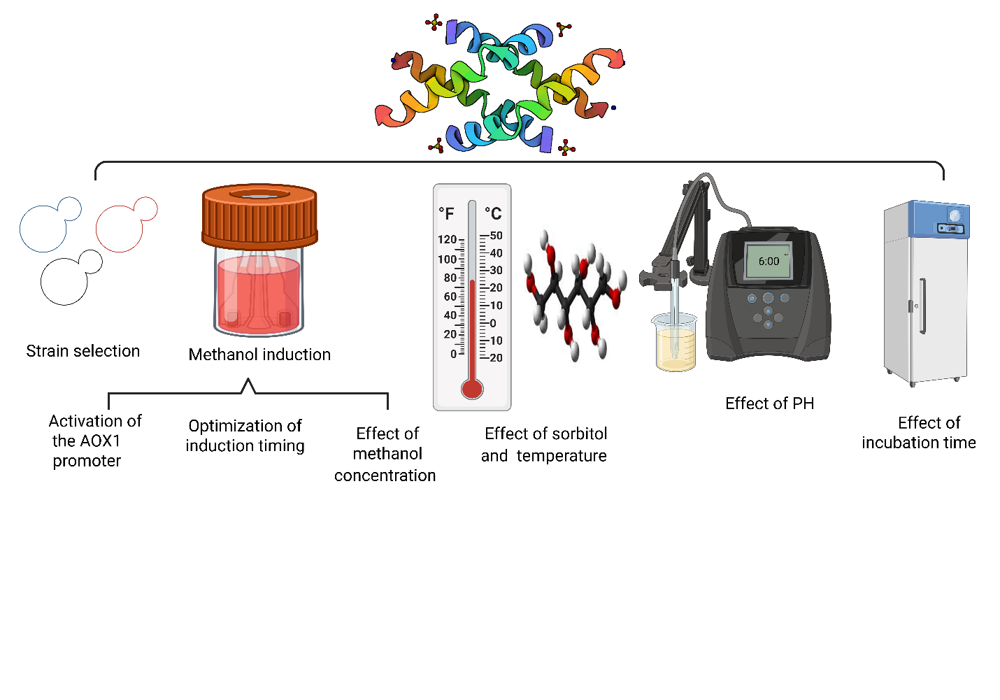 °F °C
120
100
80
60
40
20
0
50
40
30
20
10
0
10
20
6:00
Strain selection
Methanol induction
Activation of
the AOX1
promoter
Optimization of
induction timing
Effect of
methanol
concentration
Effect of sorbitol
and temperature
Effect of PH
Effect of
incubation time